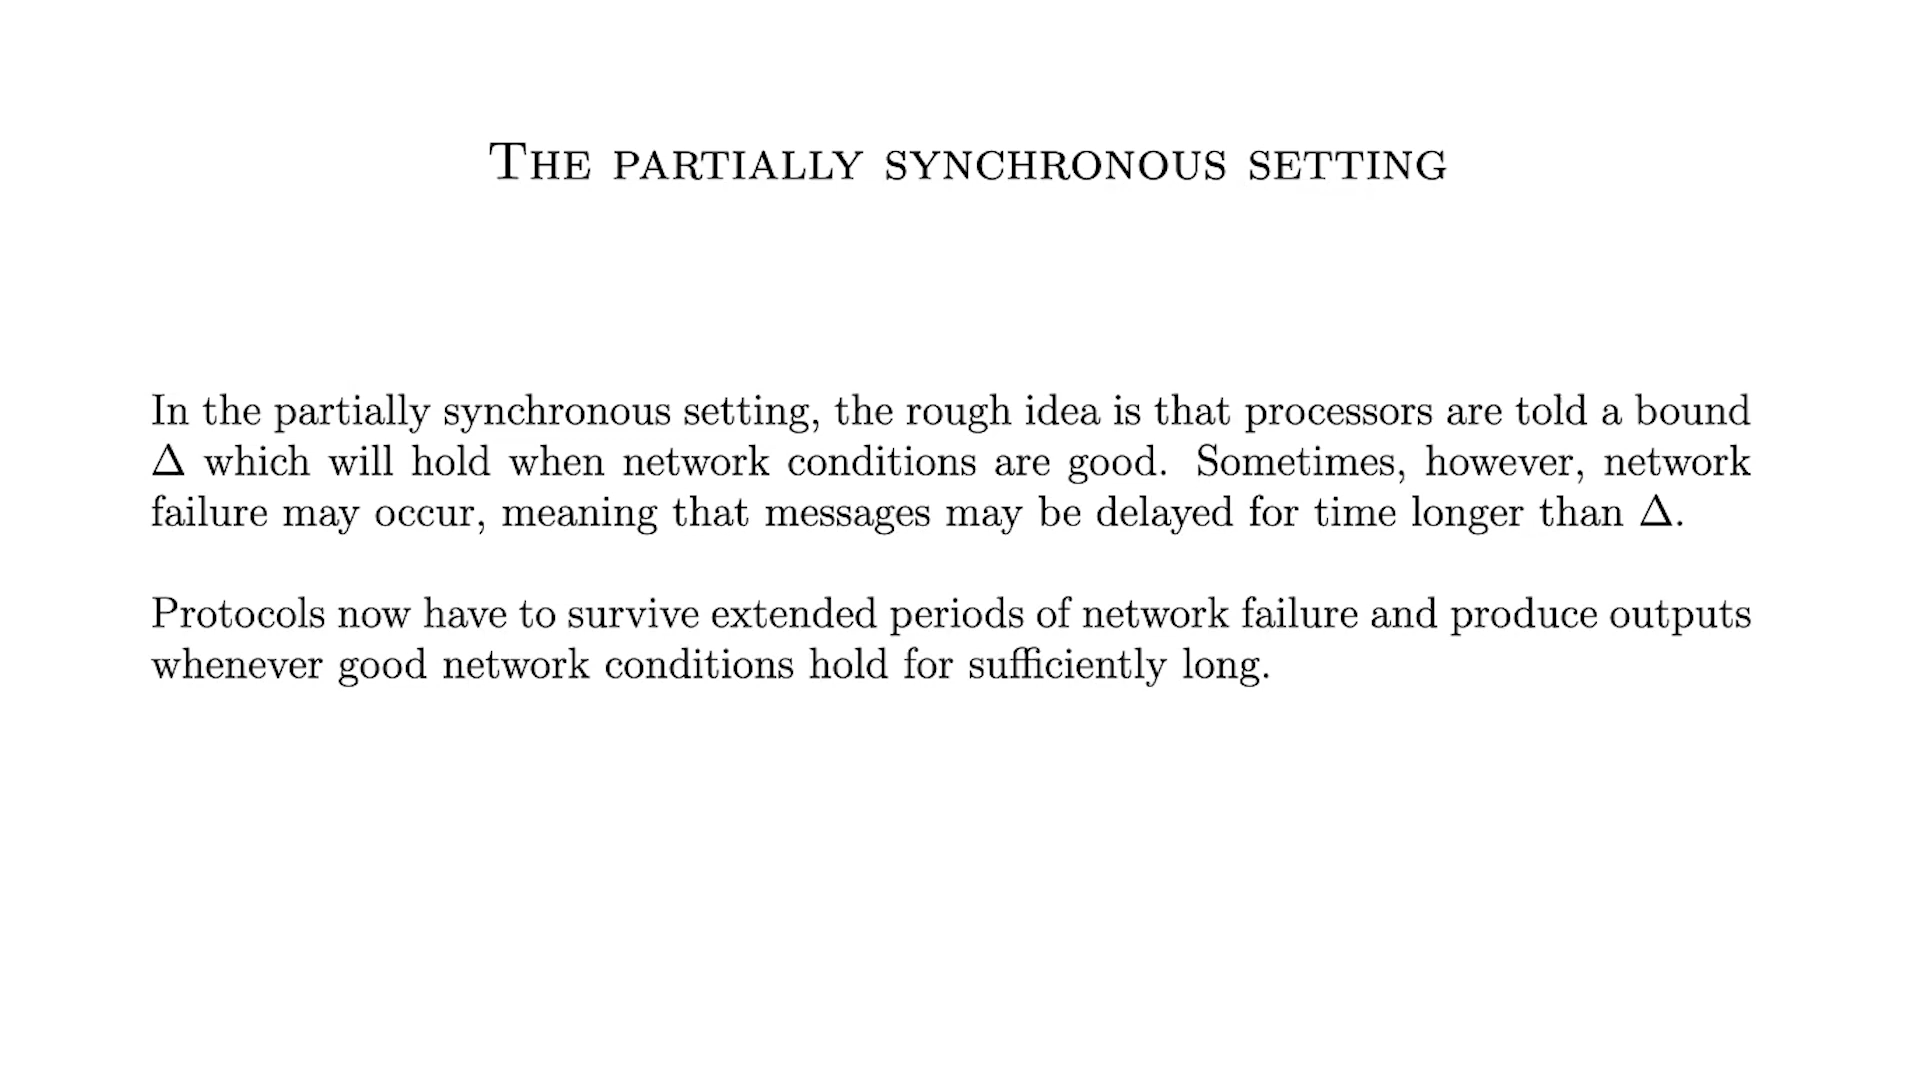 The partially synchronous setting
In the partially synchronous setting, the rough idea is that processors are told a bound
Δ which will hold when network conditions are good. Sometimes, however, network
failure may occur, meaning that messages may be delayed for time longer than Δ.
Protocols now have to survive extended periods of network failure and produce outputs
whenever good network conditions hold for sufficiently long.